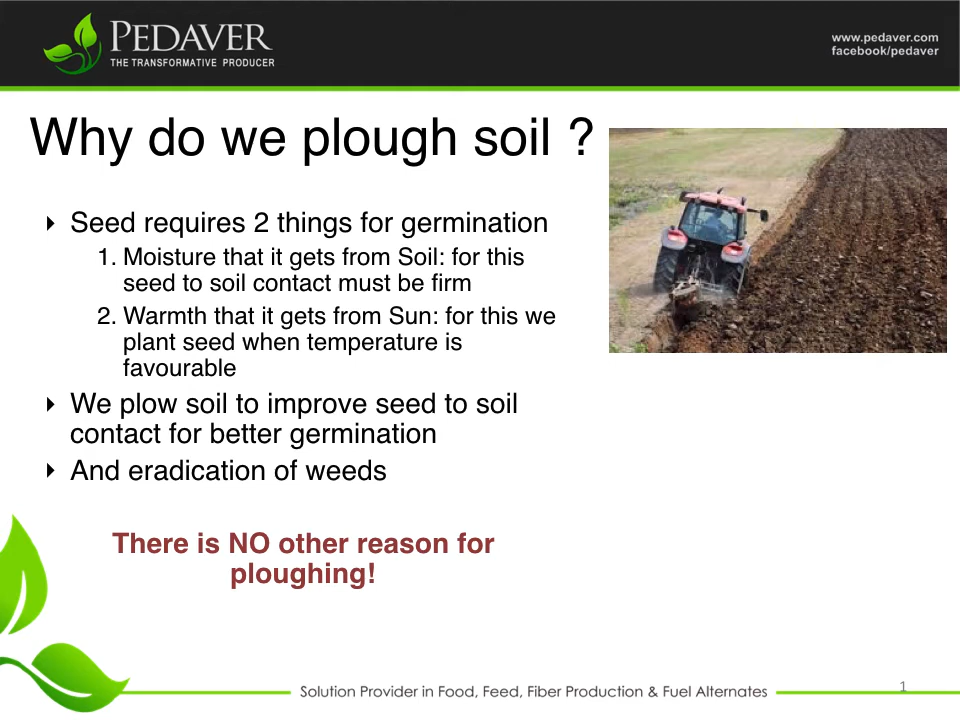 PEDAVER
THE TRANSFORMATIVE PRODUCER
www.pedaver.com
facebook/pedaver
Why do we plough soil ?
Seed requires 2 things for germination
1. Moisture that it gets from Soil: for this
seed to soil contact must be firm
2. Warmth that it gets from Sun: for this we
plant seed when temperature is
favourable
We plow soil to improve seed to soil
contact for better germination
And eradication of weeds
There is NO other reason for
ploughing!
Solution Provider in Food, Feed, Fiber Production & Fuel Alternates
1